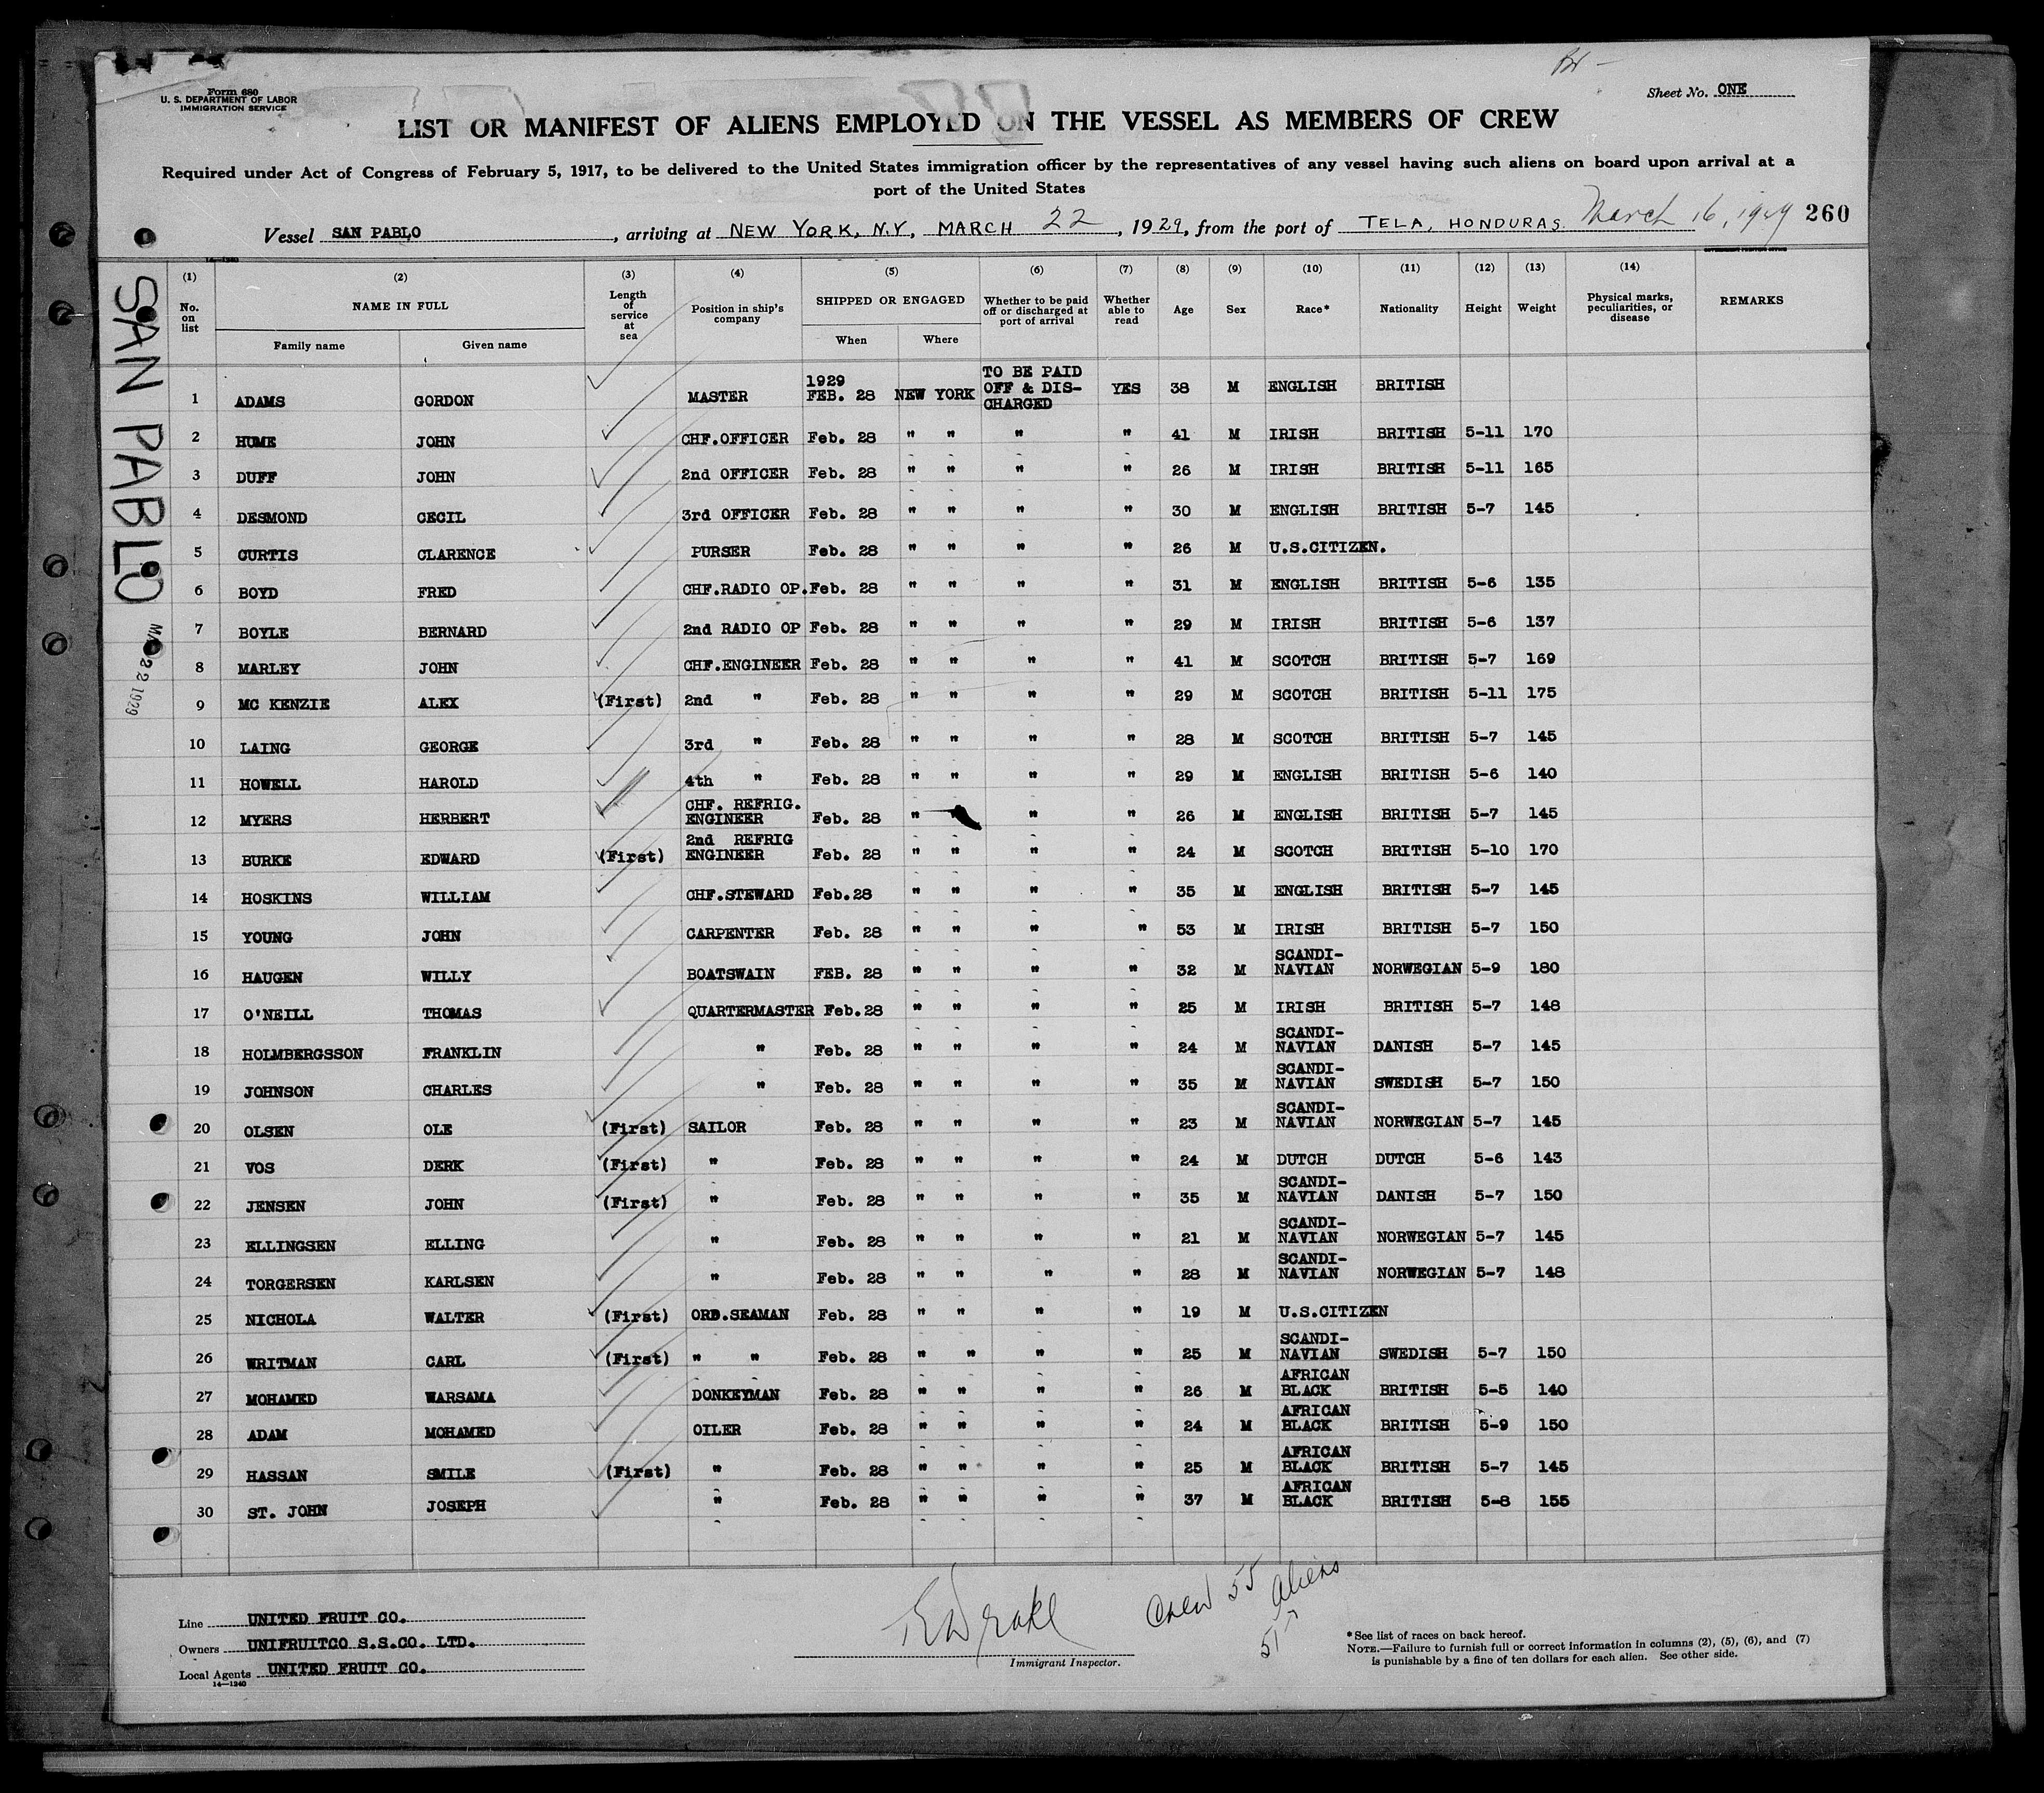 Form 680
U. S. DEPARTMENT OF LABOR
IMMIGRATION SERVICE
Sheet No. ONE
LIST OR MANIFEST OF ALIENS EMPLOYED ON THE VESSEL AS MEMBERS OF CREW
Required under Act of Congress of February 5, 1917, to be delivered to the United States immigration officer by the representatives of any vessel having such aliens on board upon arrival at a
port of the United States
Vessel SAN PABLO, arriving at NEW YORK, N.Y, MARCH 22, 1929, from the port of TELA, HONDURAS. March 16, 1929 260
14-1240
SAN PABLO
MAR 22 1929
(1) (2) (3) (4) (5) (6) (7) (8) (9) (10) (11) (12) (13) (14)
No. on list NAME IN FULL Length of service at sea Position in ship's company SHIPPED OR ENGAGED Whether to be paid off or discharged at port of arrival Whether able to read Age Sex Race* Nationality Height Weight Physical marks, peculiarities, or disease REMARKS
Family name Given name When Where
1 ADAMS GORDON MASTER 1929 FEB. 28 NEW YORK TO BE PAID OFF & DIS-CHARGED YES 38 M ENGLISH BRITISH
2 HUME JOHN CHF.OFFICER Feb. 28 " " " " 41 M IRISH BRITISH 5-11 170
3 DUFF JOHN 2nd OFFICER Feb. 28 " " " " 26 M IRISH BRITISH 5-11 165
4 DESMOND CECIL 3rd OFFICER Feb. 28 " " " " 30 M ENGLISH BRITISH 5-7 145
5 CURTIS CLARENCE PURSER Feb. 28 " " " " 26 M U.S.CITIZEN.
6 BOYD FRED CHF.RADIO OP. Feb. 28 " " " " 31 M ENGLISH BRITISH 5-6 135
7 BOYLE BERNARD 2nd RADIO OP Feb. 28 " " " " 29 M IRISH BRITISH 5-6 137
8 MARLEY JOHN CHF.ENGINEER Feb. 28 " " " " 41 M SCOTCH BRITISH 5-7 169
9 MC KENZIE ALEX (First) 2nd " Feb. 28 " " " " 29 M SCOTCH BRITISH 5-11 175
10 LAING GEORGE 3rd " Feb. 28 " " " " 28 M SCOTCH BRITISH 5-7 145
11 HOWELL HAROLD 4th " Feb. 28 " " " " 29 M ENGLISH BRITISH 5-6 140
12 MYERS HERBERT CHF. REFRIG. ENGINEER Feb. 28 " " " " 26 M ENGLISH BRITISH 5-7 145
13 BURKE EDWARD (First) 2nd REFRIG ENGINEER Feb. 28 " " " " 24 M SCOTCH BRITISH 5-10 170
14 HOSKINS WILLIAM CHF.STEWARD Feb.28 " " " " 35 M ENGLISH BRITISH 5-7 145
15 YOUNG JOHN CARPENTER Feb. 28 " " " " 53 M IRISH BRITISH 5-7 150
16 HAUGEN WILLY BOATSWAIN FEB. 28 " " " " 32 M SCANDI-NAVIAN NORWEGIAN 5-9 180
17 O'NEILL THOMAS QUARTERMASTER Feb.28 " " " " 25 M IRISH BRITISH 5-7 148
18 HOLMBERGSSON FRANKLIN " Feb. 28 " " " " 24 M SCANDI-NAVIAN DANISH 5-7 145
19 JOHNSON CHARLES " Feb. 28 " " " " 35 M SCANDI-NAVIAN SWEDISH 5-7 150
20 OLSEN OLE (First) SAILOR Feb. 28 " " " " 23 M SCANDI-NAVIAN NORWEGIAN 5-7 145
21 VOS DERK (First) " Feb. 28 " " " " 24 M DUTCH DUTCH 5-6 143
22 JENSEN JOHN (First) " Feb. 28 " " " " 35 M SCANDI-NAVIAN DANISH 5-7 150
23 ELLINGSEN ELLING " Feb. 28 " " " " 21 M SCANDI-NAVIAN NORWEGIAN 5-7 145
24 TORGERSEN KARLSEN " Feb. 28 " " " " 28 M SCANDI-NAVIAN NORWEGIAN 5-7 148
25 NICHOLA WALTER (First) ORD.SEAMAN Feb. 28 " " " " 19 M U.S.CITIZEN
26 WRITMAN CARL (First) " " Feb. 28 " " " " 25 M SCANDI-NAVIAN SWEDISH 5-7 150
27 MOHAMED WARSAMA DONKEYMAN Feb. 28 " " " " 26 M AFRICAN BLACK BRITISH 5-5 140
28 ADAM MOHAMED OILER Feb. 28 " " " " 24 M AFRICAN BLACK BRITISH 5-9 150
29 HASSAN SMILE (First) " Feb. 28 " " " " 25 M AFRICAN BLACK BRITISH 5-7 145
30 ST. JOHN JOSEPH " Feb. 28 " " " " 37 M AFRICAN BLACK BRITISH 5-8 155
Line UNITED FRUIT CO.
Owners UNIFRUITCO S.S.CO. LTD.
Local Agents UNITED FRUIT CO.
14-1240
Drake
Immigrant Inspector.
Crew 55
51 Aliens
*See list of races on back hereof.
NOTE.—Failure to furnish full or correct information in columns (2), (5), (6), and (7)
is punishable by a fine of ten dollars for each alien. See other side.